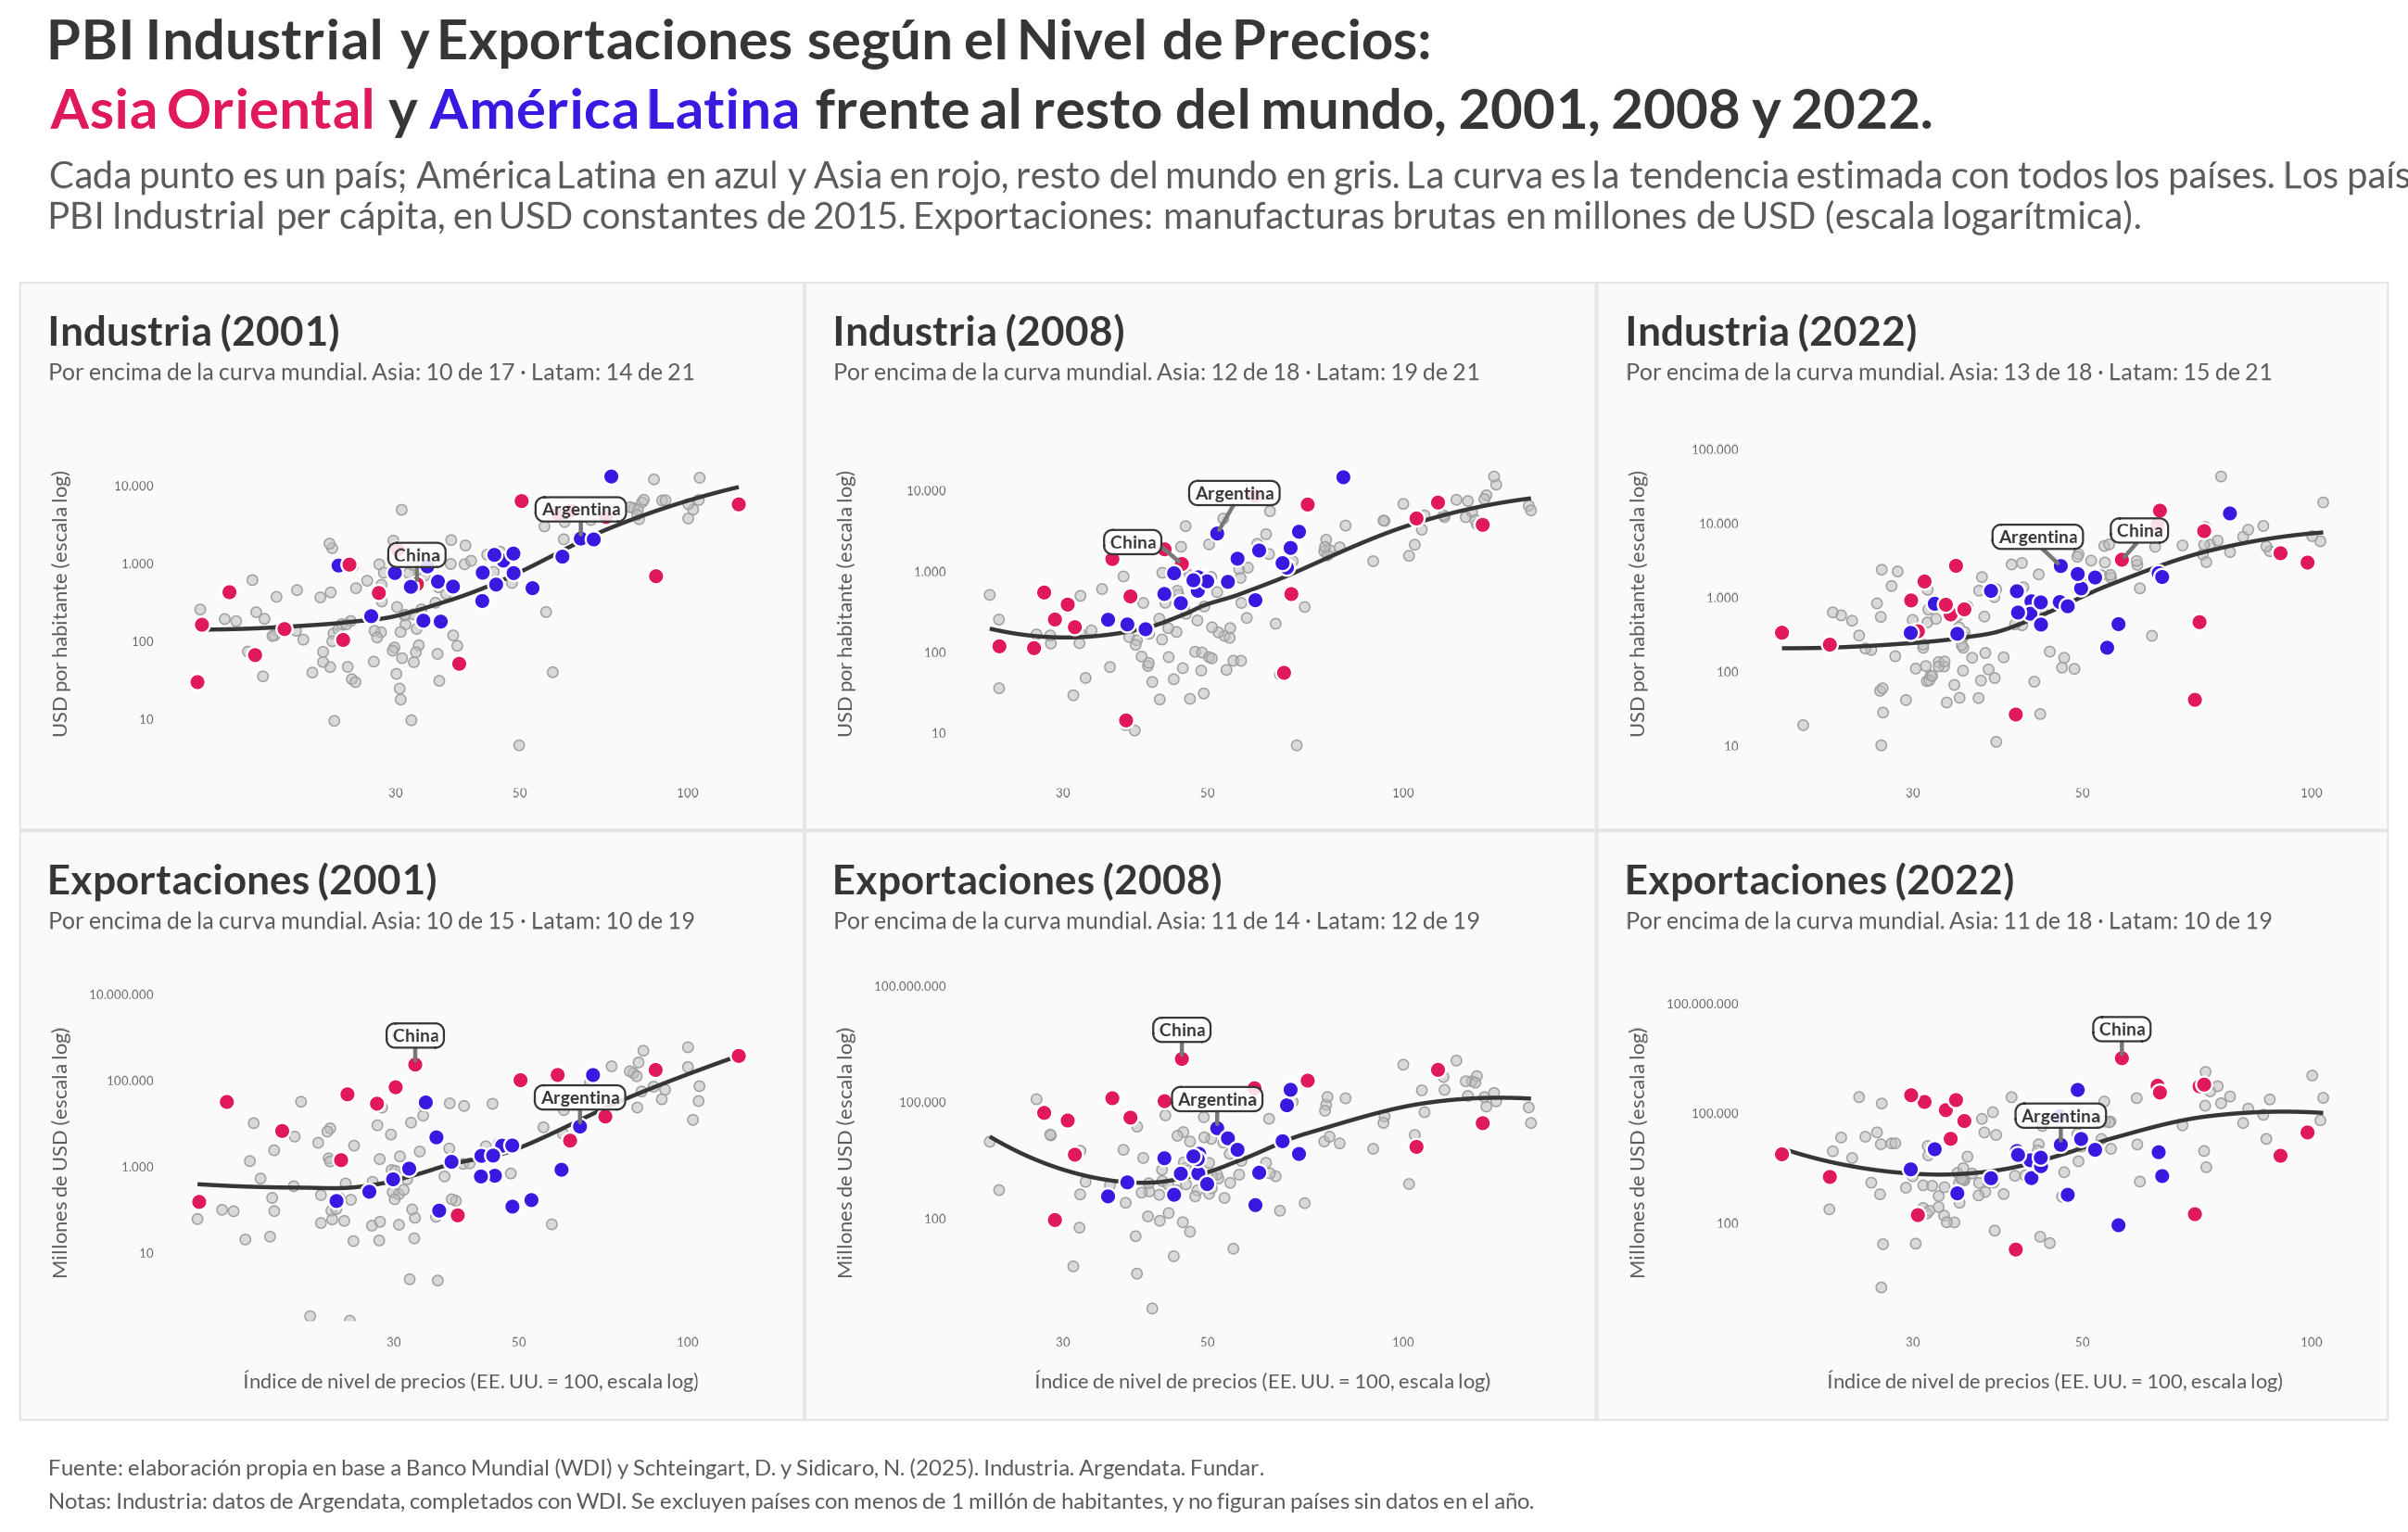 PBI Industrial y Exportaciones según el Nivel de Precios:
Asia Oriental y América Latina frente al resto del mundo, 2001, 2008 y 2022.
Cada punto es un país; América Latina en azul y Asia en rojo, resto del mundo en gris. La curva es la tendencia estimada con todos los países. Los país
PBI Industrial per cápita, en USD constantes de 2015. Exportaciones: manufacturas brutas en millones de USD (escala logarítmica).
Industria (2001)
Por encima de la curva mundial. Asia: 10 de 17 · Latam: 14 de 21
USD por habitante (escala log)
10.000
1.000
100
10
Argentina
China
30
50
100
Industria (2008)
Por encima de la curva mundial. Asia: 12 de 18 · Latam: 19 de 21
USD por habitante (escala log)
10.000
1.000
100
10
Argentina
China
30
50
100
Industria (2022)
Por encima de la curva mundial. Asia: 13 de 18 · Latam: 15 de 21
USD por habitante (escala log)
100.000
10.000
1.000
100
10
Argentina
China
30
50
100
Exportaciones (2001)
Por encima de la curva mundial. Asia: 10 de 15 · Latam: 10 de 19
Millones de USD (escala log)
10.000.000
100.000
1.000
10
China
Argentina
30
50
100
Índice de nivel de precios (EE. UU. = 100, escala log)
Exportaciones (2008)
Por encima de la curva mundial. Asia: 11 de 14 · Latam: 12 de 19
Millones de USD (escala log)
100.000.000
100.000
100
China
Argentina
30
50
100
Índice de nivel de precios (EE. UU. = 100, escala log)
Exportaciones (2022)
Por encima de la curva mundial. Asia: 11 de 18 · Latam: 10 de 19
Millones de USD (escala log)
100.000.000
100.000
100
China
Argentina
30
50
100
Índice de nivel de precios (EE. UU. = 100, escala log)
Fuente: elaboración propia en base a Banco Mundial (WDI) y Schteingart, D. y Sidicaro, N. (2025). Industria. Argendata. Fundar.
Notas: Industria: datos de Argendata, completados con WDI. Se excluyen países con menos de 1 millón de habitantes, y no figuran países sin datos en el año.